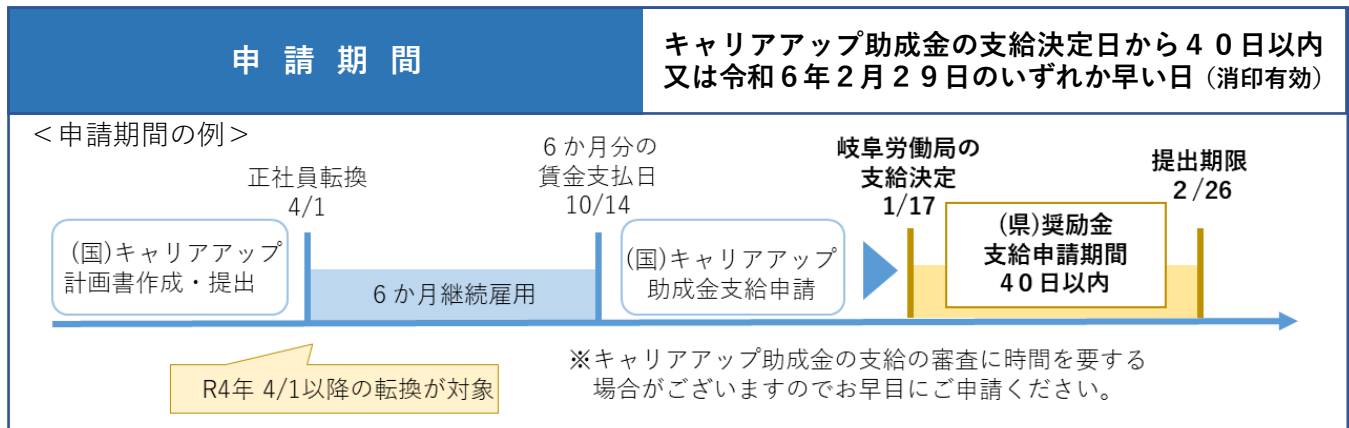 申請期間
キャリアアップ助成金の支給決定日から４０日以内
又は令和６年２月２９日のいずれか早い日（消印有効）
＜申請期間の例＞
正社員転換
4/1
６か月分の
賃金支払日
10/14
岐阜労働局の
支給決定
1/17
提出期限
２/26
(国)キャリアアップ
計画書作成・提出
６か月継続雇用
(国)キャリアアップ
助成金支給申請
(県)奨励金
支給申請期間
４０日以内
R4年 4/1以降の転換が対象
※キャリアアップ助成金の支給の審査に時間を要する
場合がございますのでお早目にご申請ください。